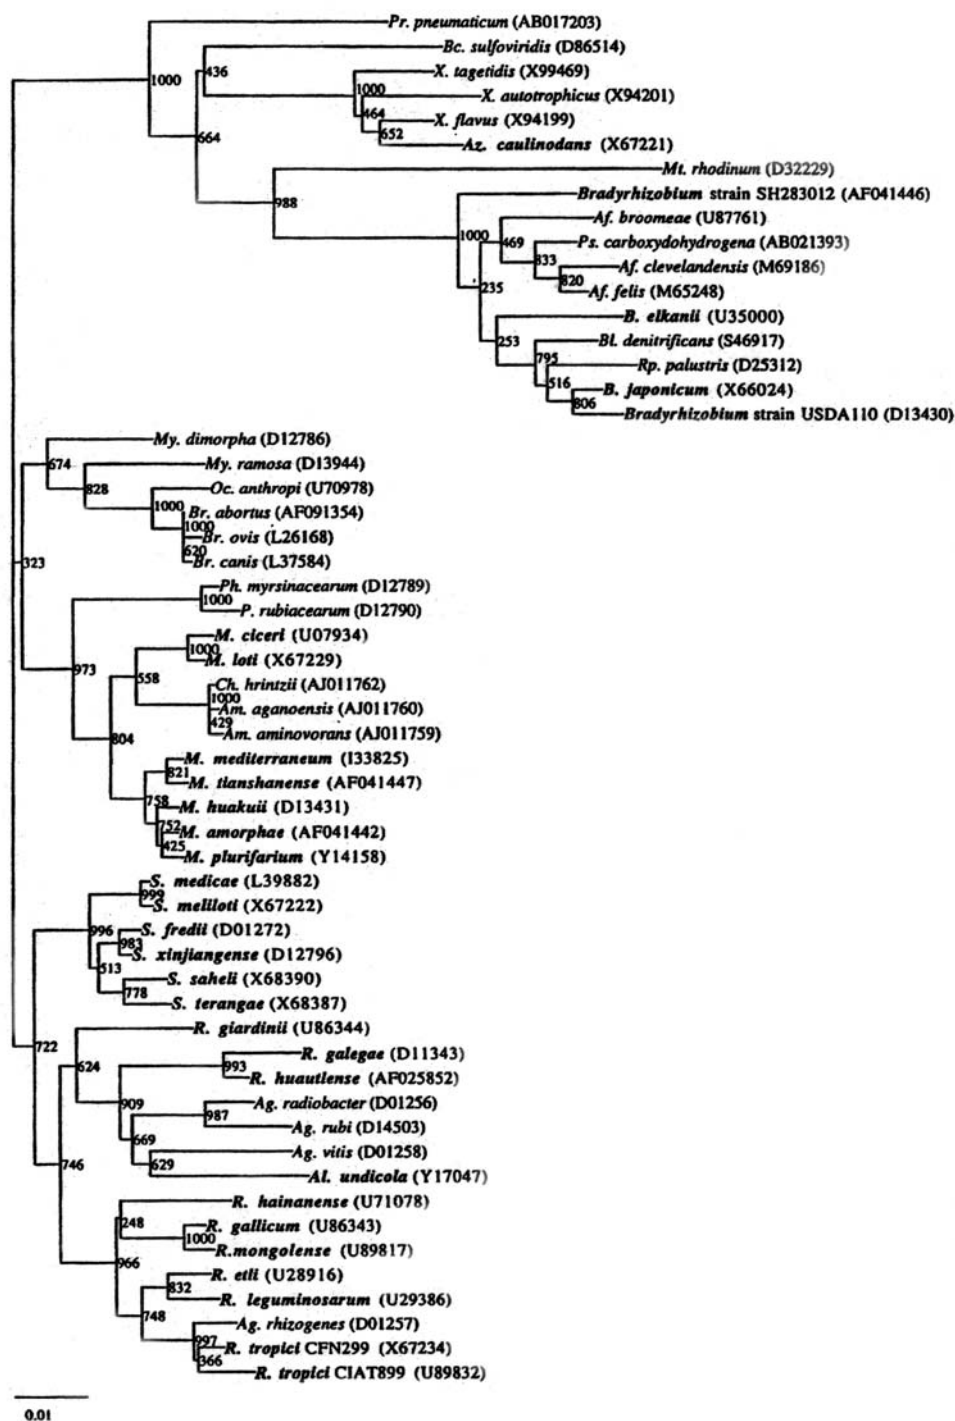 Pr. pneumaticum (AB017203)
Bc. sulfoviridis (D86514)
1000
436
X. tagetidis (X99469)
1000
X. autotrophicus (X94201)
464
X. flavus (X94199)
652
664
Az. caulinodans (X67221)
Mt. rhodinum (D32229)
988
Bradyrhizobium strain SH283012 (AF041446)
Af. broomeae (U87761)
1000
469
Ps. carboxydohydrogena (AB021393)
833
Af. clevelandensis (M69186)
820
235
Af. felis (M65248)
B. elkanii (U35000)
253
Bl. denitrificans (S46917)
795
Rp. palustris (D25312)
516
B. japonicum (X66024)
806
Bradyrhizobium strain USDA110 (D13430)
My. dimorpha (D12786)
674
My. ramosa (D13944)
828
Oc. anthropi (U70978)
1000
Br. abortus (AF091354)
1000
Br. ovis (L26168)
620
323
Br. canis (L37584)
Ph. myrsinacearum (D12789)
1000
P. rubiacearum (D12790)
M. ciceri (U07934)
1000
973
M. loti (X67229)
558
Ch. hrintzii (AJ011762)
1000
Am. aganoensis (AJ011760)
429
804
Am. aminovorans (AJ011759)
M. mediterraneum (I33825)
821
M. tianshanense (AF041447)
758
M. huakuii (D13431)
752
M. amorphae (AF041442)
425
M. plurifarium (Y14158)
S. medicae (L39882)
999
S. meliloti (X67222)
996
S. fredii (D01272)
983
S. xinjiangense (D12796)
513
S. saheli (X68390)
778
S. terangae (X68387)
R. giardinii (U86344)
722
R. galegae (D11343)
624
993
R. huautlense (AF025852)
909
Ag. radiobacter (D01256)
987
Ag. rubi (D14503)
669
Ag. vitis (D01258)
746
629
Al. undicola (Y17047)
R. hainanense (U71078)
248
R. gallicum (U86343)
1000
R.mongolense (U89817)
966
R. etli (U28916)
832
R. leguminosarum (U29386)
748
Ag. rhizogenes (D01257)
997
R. tropici CFN299 (X67234)
366
R. tropici CIAT899 (U89832)
0.01